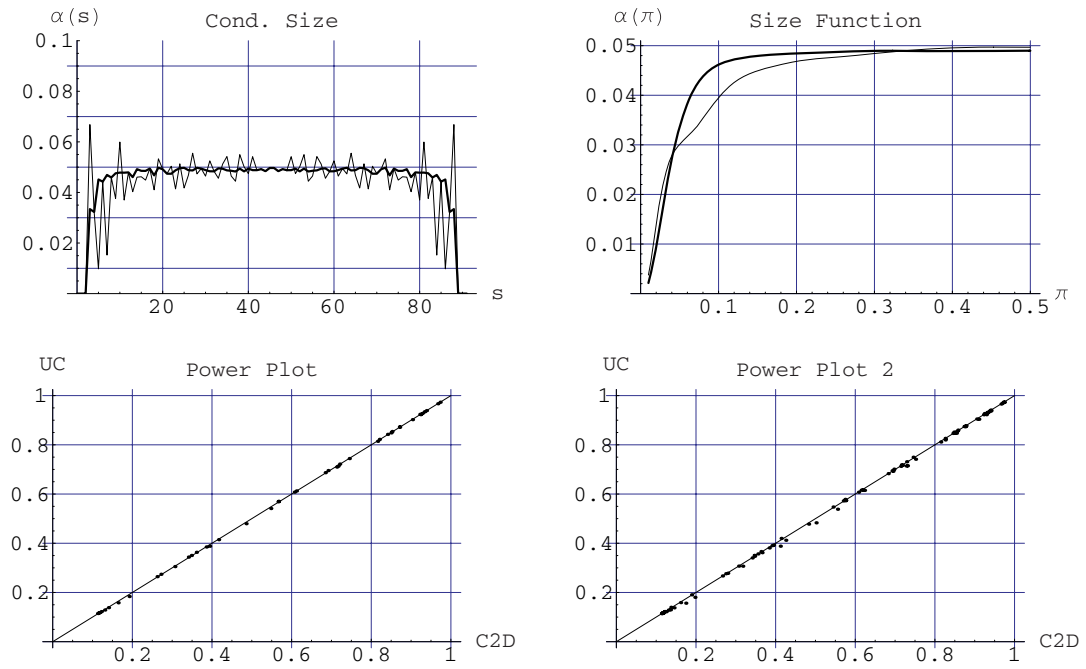 α(s)
Cond. Size
0.1
0.08
0.06
0.04
0.02
20 40 60 80
s
α(π)
Size Function
0.05
0.04
0.03
0.02
0.01
0.1 0.2 0.3 0.4 0.5
π
UC
Power Plot
1
0.8
0.6
0.4
0.2
0.2 0.4 0.6 0.8 1
C2D
UC
Power Plot 2
1
0.8
0.6
0.4
0.2
0.2 0.4 0.6 0.8 1
C2D